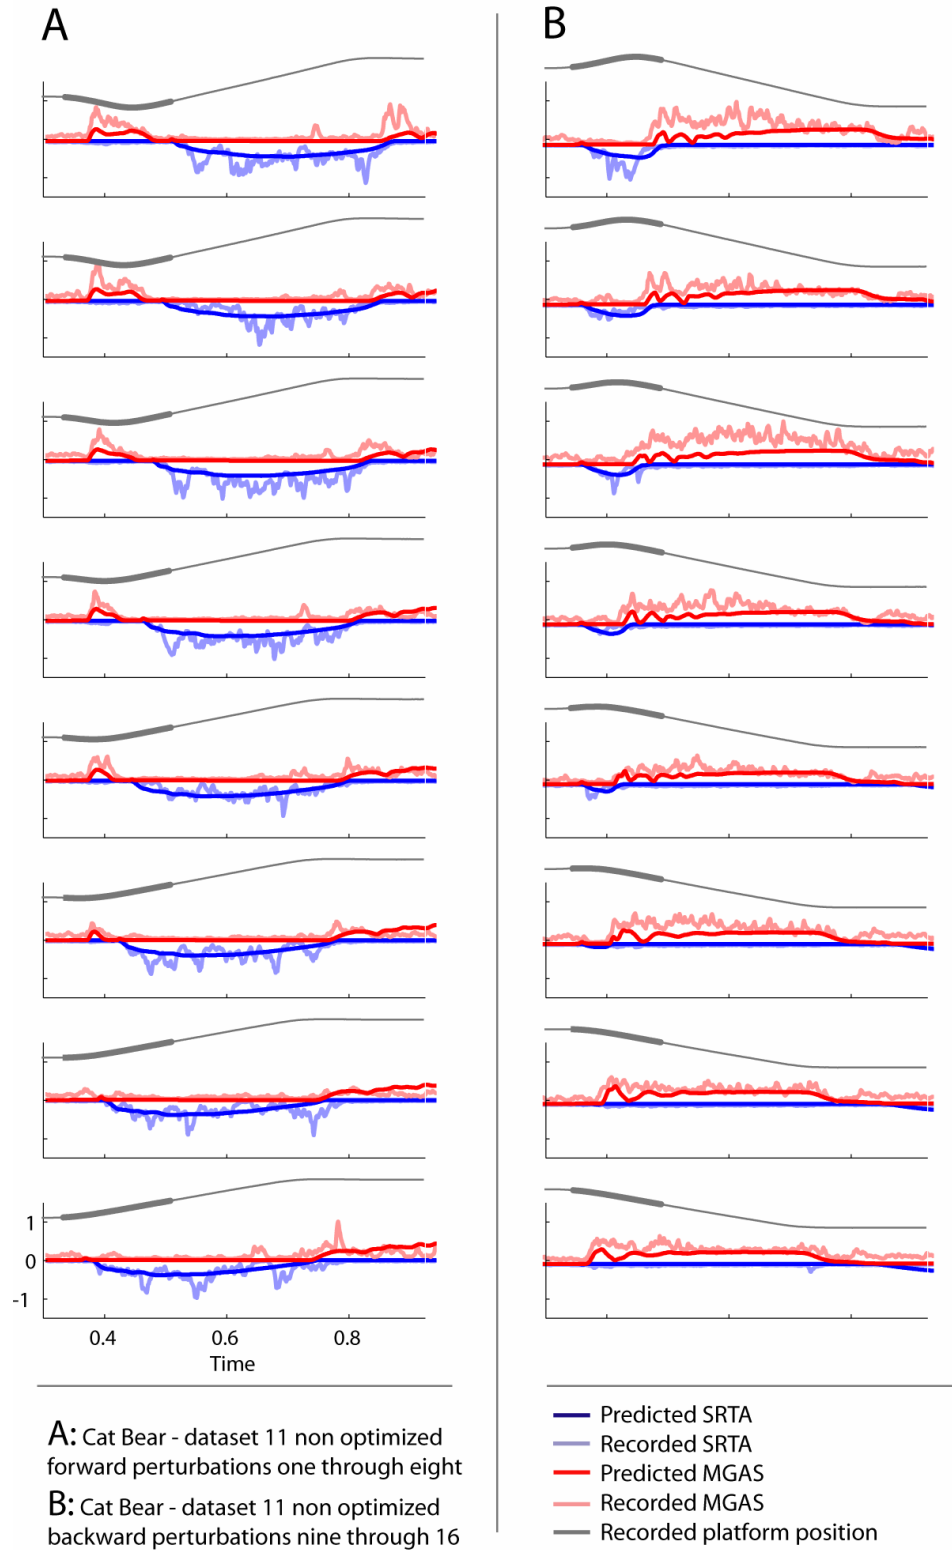 A
B
1
0
-1
0.4 0.6 0.8
Time
A: Cat Bear - dataset 11 non optimized
forward perturbations one through eight
B: Cat Bear - dataset 11 non optimized
backward perturbations nine through 16
Predicted SRTA
Recorded SRTA
Predicted MGAS
Recorded MGAS
Recorded platform position